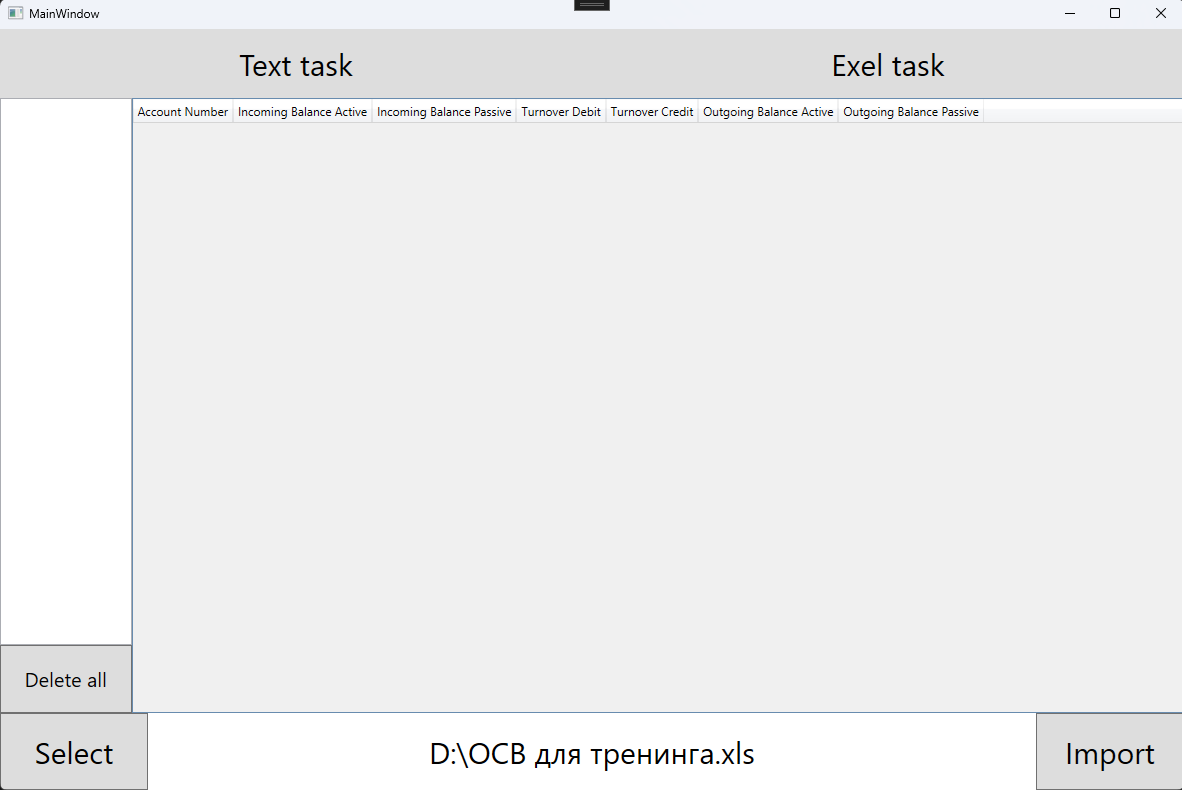 MainWindow
Text task
Exel task
Account Number
Incoming Balance Active
Incoming Balance Passive
Turnover Debit
Turnover Credit
Outgoing Balance Active
Outgoing Balance Passive
Delete all
Select
D:\ОСВ для тренинга.xls
Import